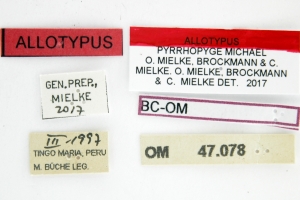 ALLOTYPUS
GEN. PREP.,
MIELKE
2017
III - 1997
TINGO MARIA, PERU
M. BÜCHE LEG.
ALLOTYPUS
PYRRHOPYGE MICHAEL
O. MIELKE, BROCKMANN & C.
MIELKE, O. MIELKE, BROCKMANN
& C. MIELKE DET. 2017
BC-OM
OM 47.078